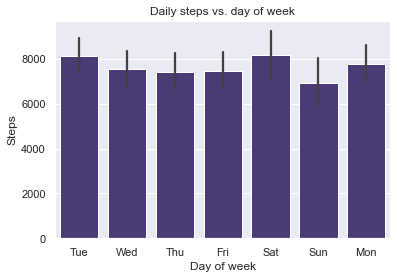 Daily steps vs. day of week
Steps
8000
6000
4000
2000
0
Tue Wed Thu Fri Sat Sun Mon
Day of week